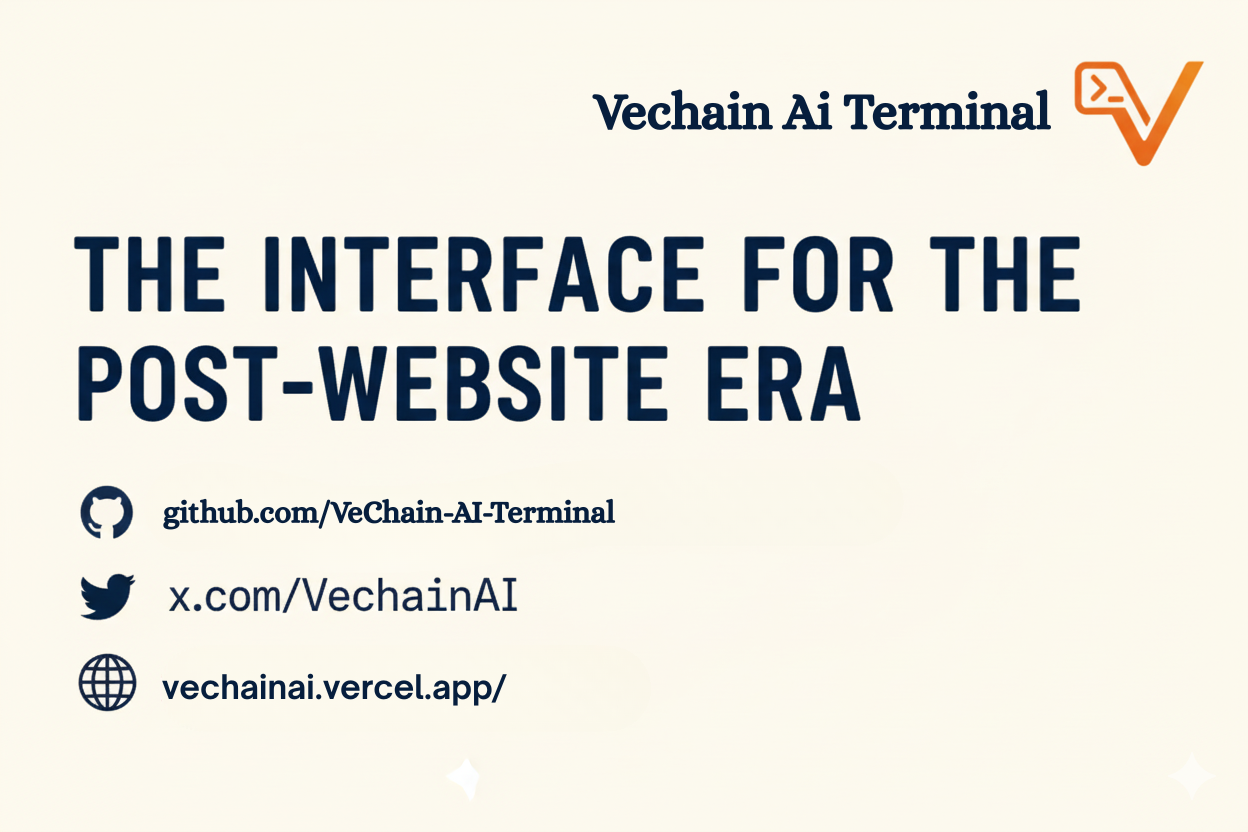 Vechain Ai Terminal
THE INTERFACE FOR THE
POST-WEBSITE ERA
github.com/VeChain-AI-Terminal
x.com/VechainAI
vechainai.vercel.app/